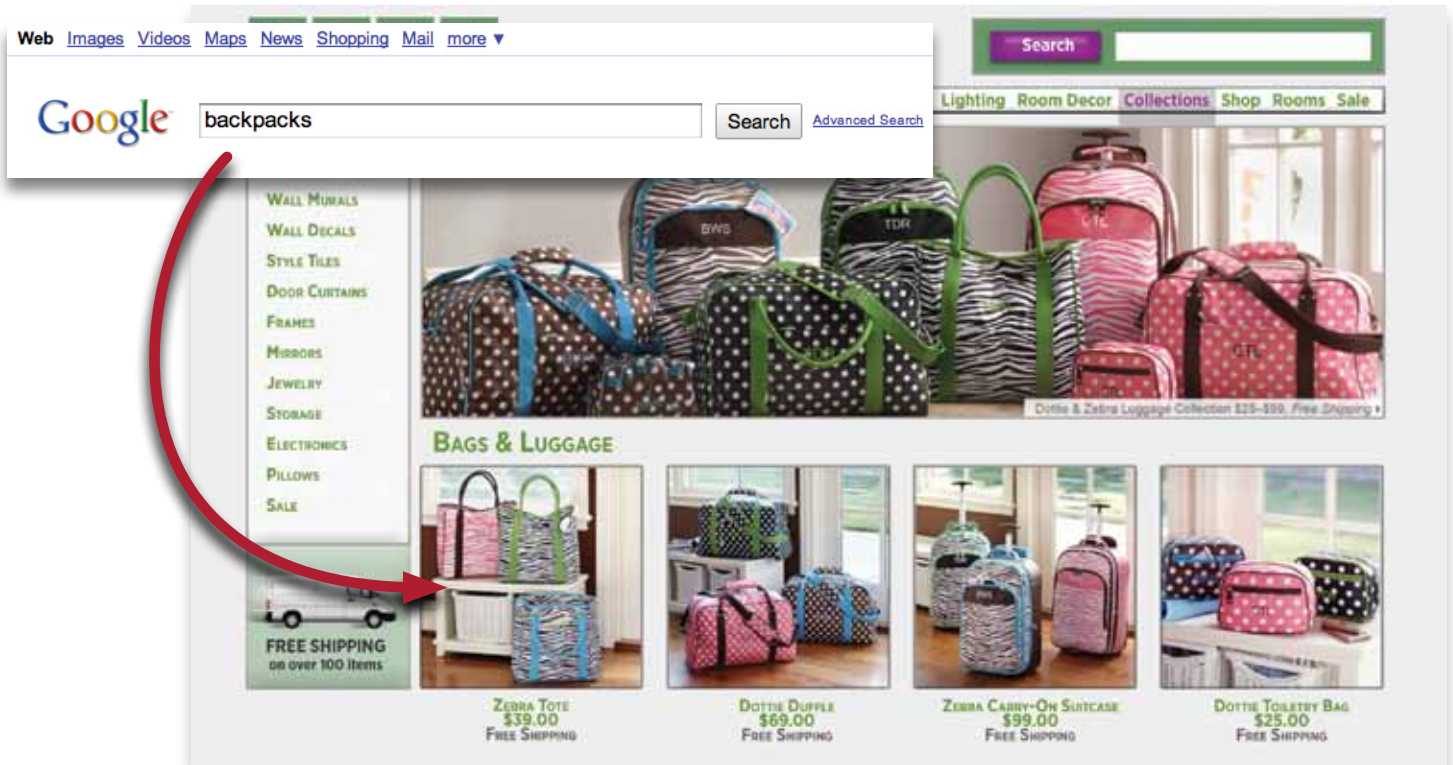 Web Images Videos Maps News Shopping Mail more ▼
Google backpacks Search Advanced Search
Search
Lighting Room Decor Collections Shop Rooms Sale
WALL MURALS
WALL DECALS
STYLE TILES
DOOR CURTAINS
FRAMES
MIRRORS
JEWELRY
STORAGE
ELECTRONICS
PILLOWS
SALE
FREE SHIPPING
on over 100 items
BWS
TDR
CTL
CTL
Dottie & Zebra Luggage Collection $25–$99, Free Shipping
BAGS & LUGGAGE
ZEBRA TOTE
$39.00
FREE SHIPPING
DOTTIE DUFFLE
$69.00
FREE SHIPPING
BWS
ZEBRA CARRY-ON SUITCASE
$99.00
FREE SHIPPING
CTL
DOTTIE TOILETRY BAG
$25.00
FREE SHIPPING